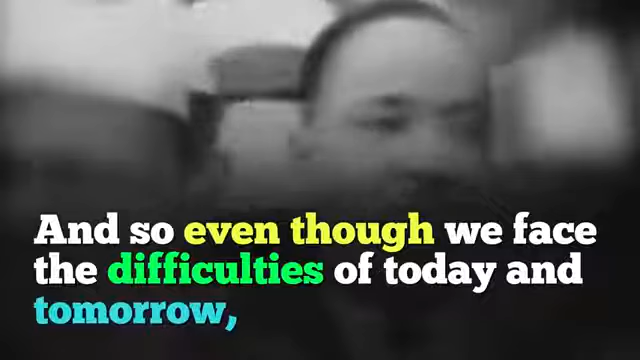 And so even though we face
the difficulties of today and
tomorrow,